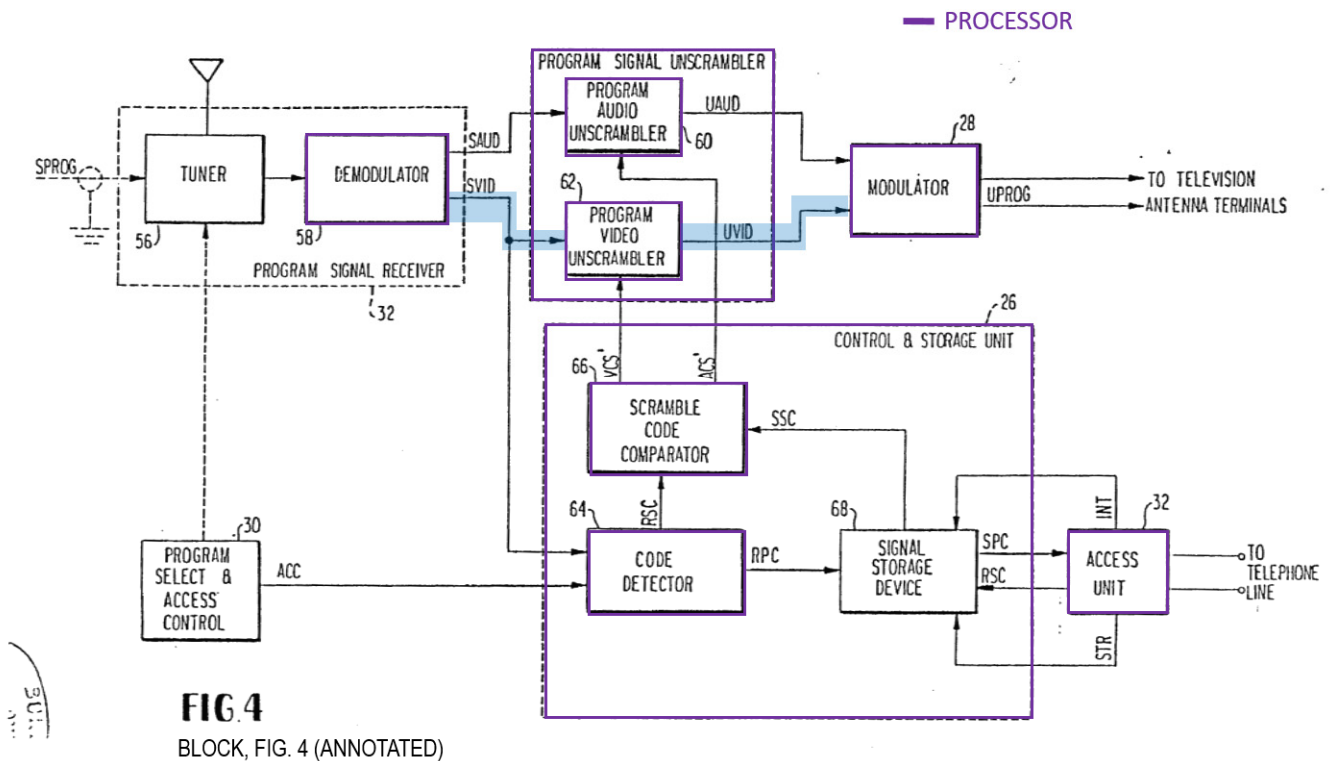 PROCESSOR
PROGRAM SIGNAL UNSCRAMBLER
PROGRAM
AUDIO
UNSCRAMBLER
60
UAUD
SAUD
28
SPROG
TUNER
DEMODULATOR
MODULATOR
TO TELEVISION
UPROG
ANTENNA TERMINALS
SVID
62
PROGRAM
VIDEO
UNSCRAMBLER
UVID
56
58
PROGRAM SIGNAL RECEIVER
32
26
CONTROL & STORAGE UNIT
VCS'
ACS'
66
SCRAMBLE
CODE
COMPARATOR
SSC
RSC
INT
30
PROGRAM
SELECT &
ACCESS
CONTROL
ACC
64
CODE
DETECTOR
RPC
68
SIGNAL
STORAGE
DEVICE
SPC
RSC
32
ACCESS
UNIT
TO
TELEPHONE
LINE
STR
FIG.4
BLOCK, FIG. 4 (ANNOTATED)